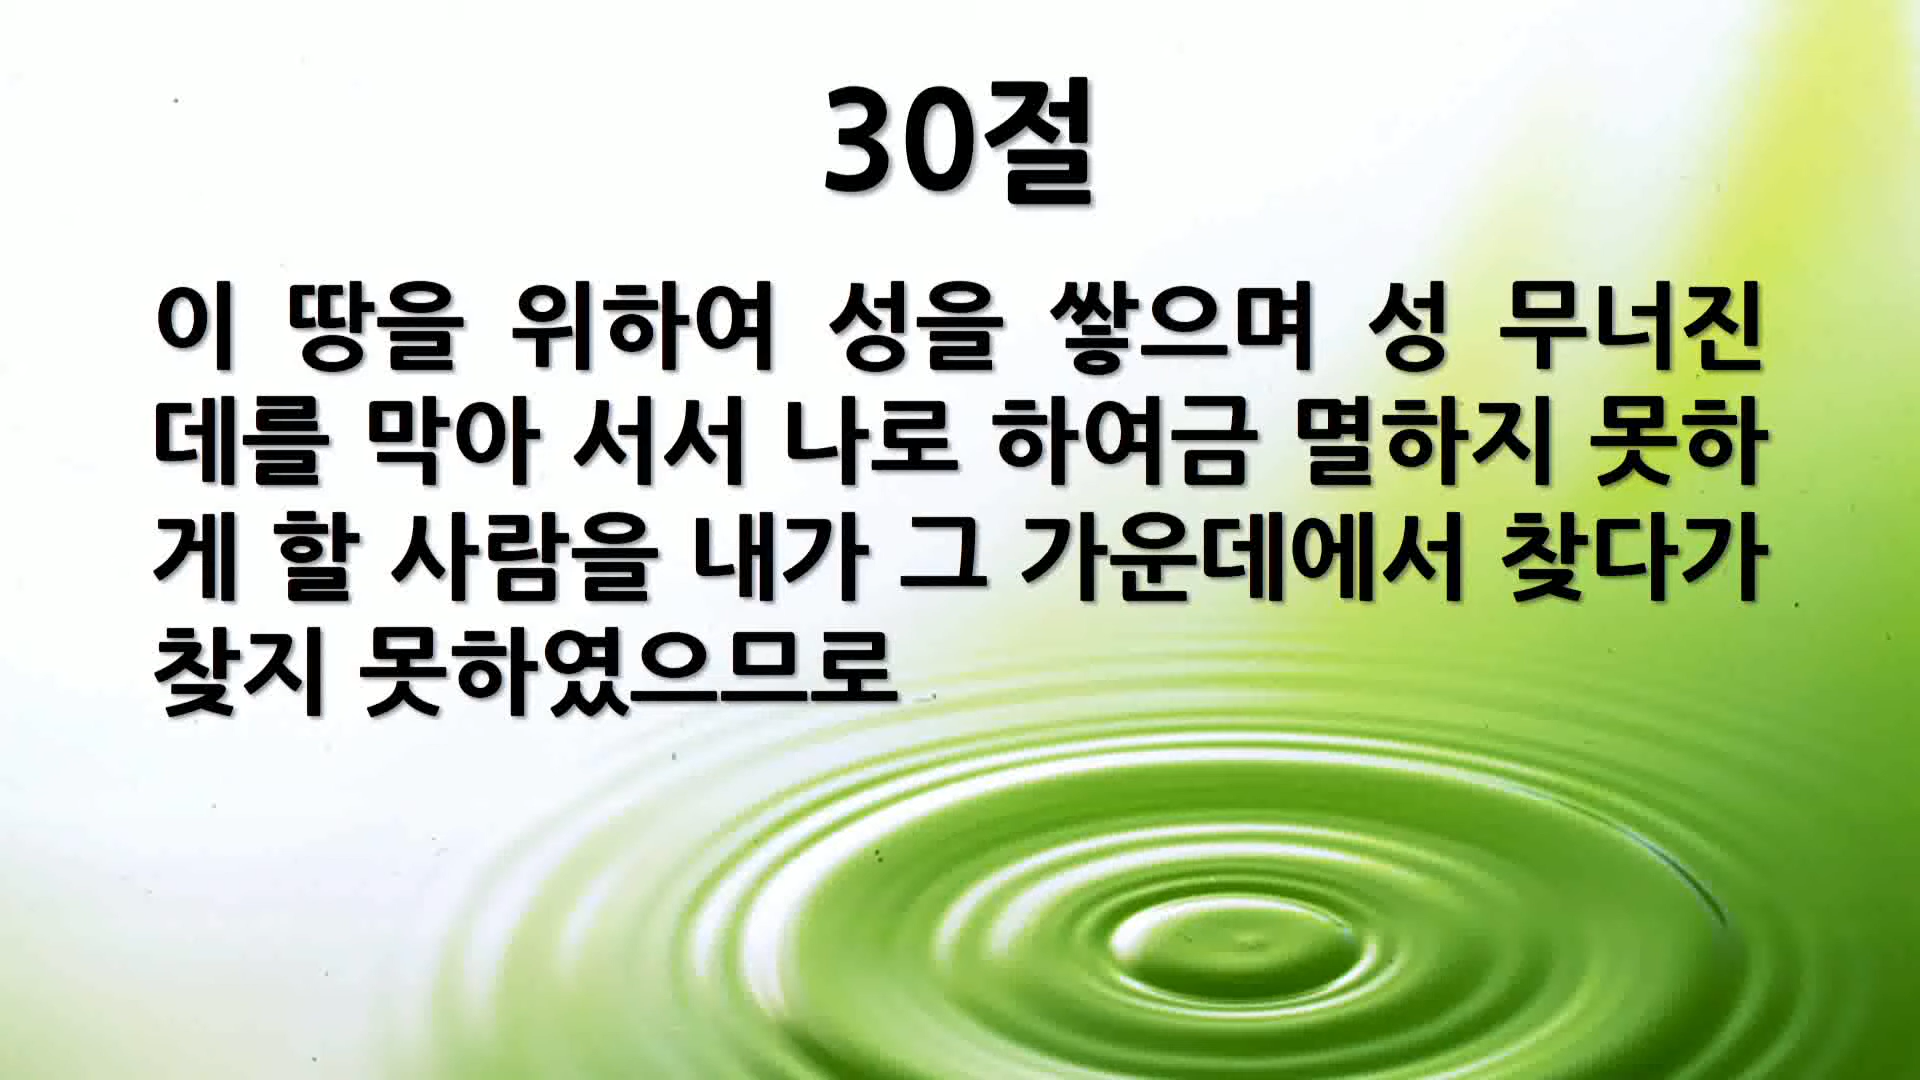 30절
이 땅을 위하여 성을 쌓으며 성 무너진
데를 막아 서서 나로 하여금 멸하지 못하
게 할 사람을 내가 그 가운데에서 찾다가
찾지 못하였으므로